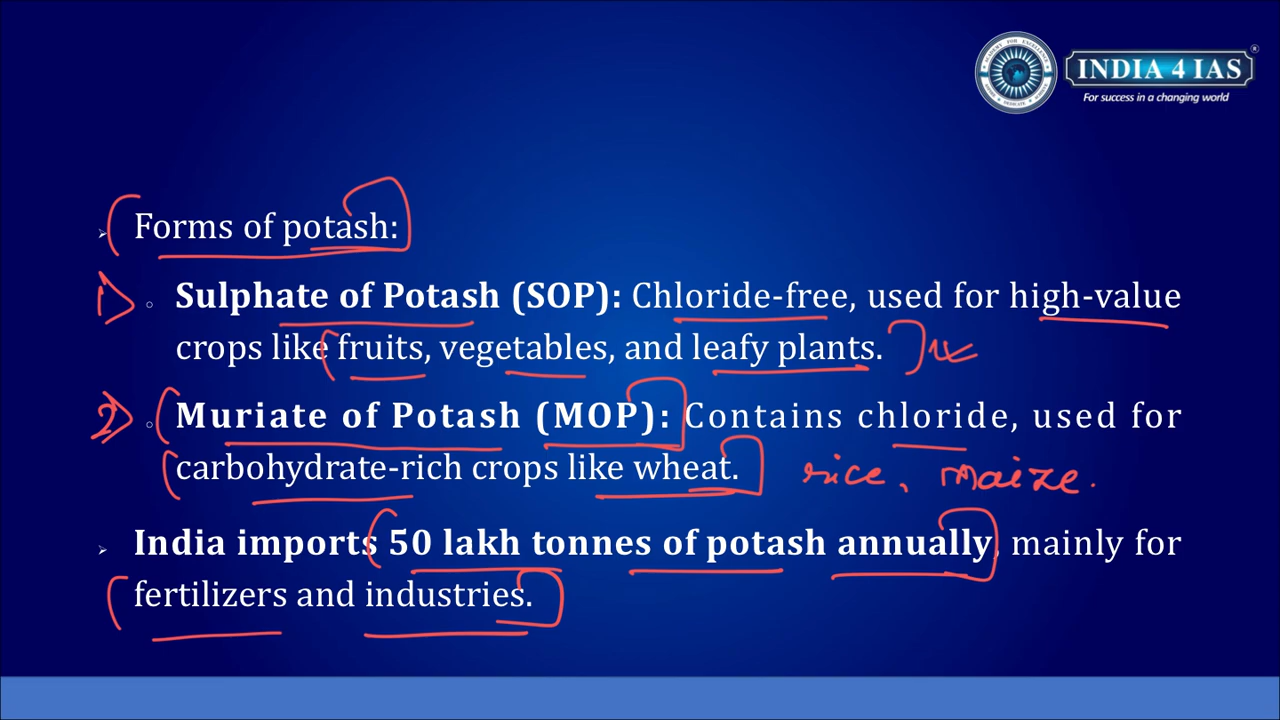 INDIA 4 IAS
For success in a changing world
Forms of potash:
1) Sulphate of Potash (SOP): Chloride-free, used for high-value
crops like fruits, vegetables, and leafy plants.
2) Muriate of Potash (MOP): Contains chloride, used for
carbohydrate-rich crops like wheat. rice, maize.
India imports 50 lakh tonnes of potash annually, mainly for
fertilizers and industries.